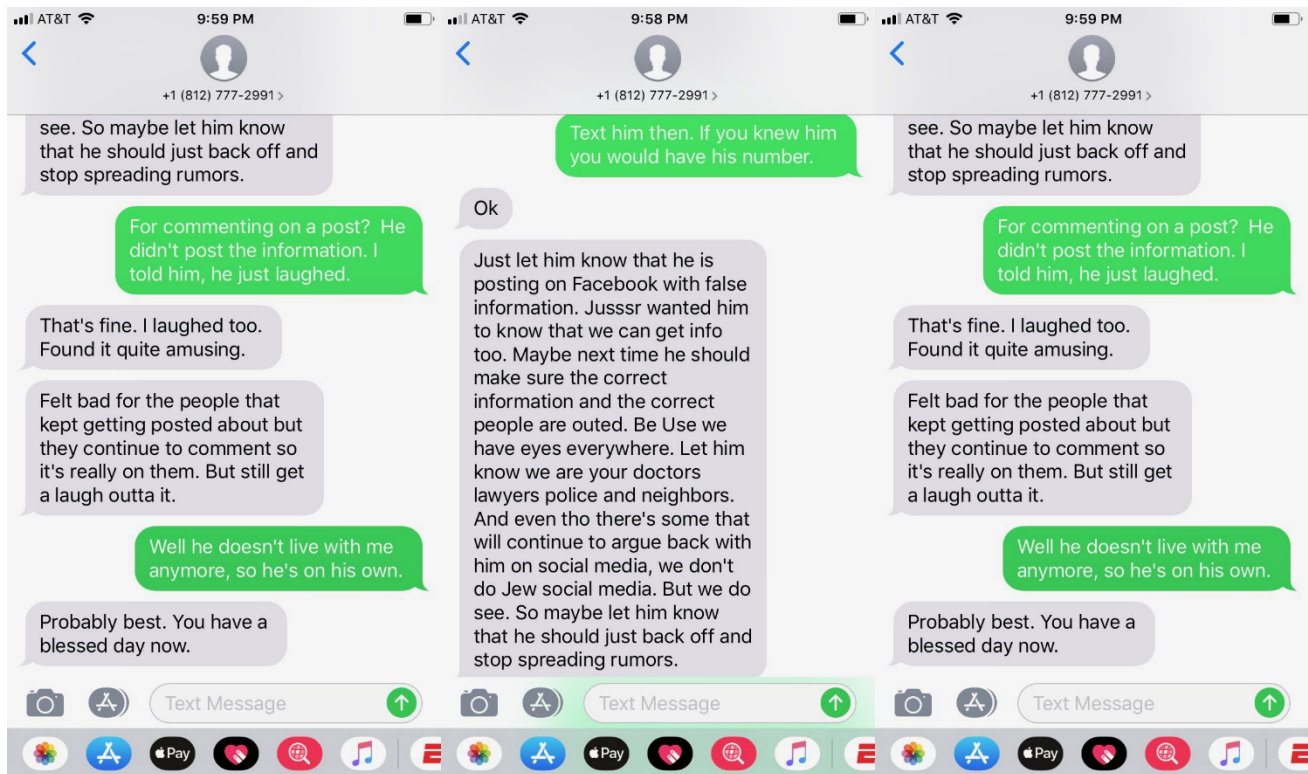 AT&T 9:59 PM
+1 (812) 777-2991
see. So maybe let him know
that he should just back off and
stop spreading rumors.
For commenting on a post?  He
didn't post the information. I
told him, he just laughed.
That's fine. I laughed too.
Found it quite amusing.
Felt bad for the people that
kept getting posted about but
they continue to comment so
it's really on them. But still get
a laugh outta it.
Well he doesn't live with me
anymore, so he's on his own.
Probably best. You have a
blessed day now.
Text Message
Pay
AT&T 9:58 PM
+1 (812) 777-2991
Text him then. If you knew him
you would have his number.
Ok
Just let him know that he is
posting on Facebook with false
information. Jusssr wanted him
to know that we can get info
too. Maybe next time he should
make sure the correct
information and the correct
people are outed. Be Use we
have eyes everywhere. Let him
know we are your doctors
lawyers police and neighbors.
And even tho there's some that
will continue to argue back with
him on social media, we don't
do Jew social media. But we do
see. So maybe let him know
that he should just back off and
stop spreading rumors.
Text Message
Pay
AT&T 9:59 PM
+1 (812) 777-2991
see. So maybe let him know
that he should just back off and
stop spreading rumors.
For commenting on a post?  He
didn't post the information. I
told him, he just laughed.
That's fine. I laughed too.
Found it quite amusing.
Felt bad for the people that
kept getting posted about but
they continue to comment so
it's really on them. But still get
a laugh outta it.
Well he doesn't live with me
anymore, so he's on his own.
Probably best. You have a
blessed day now.
Text Message
Pay